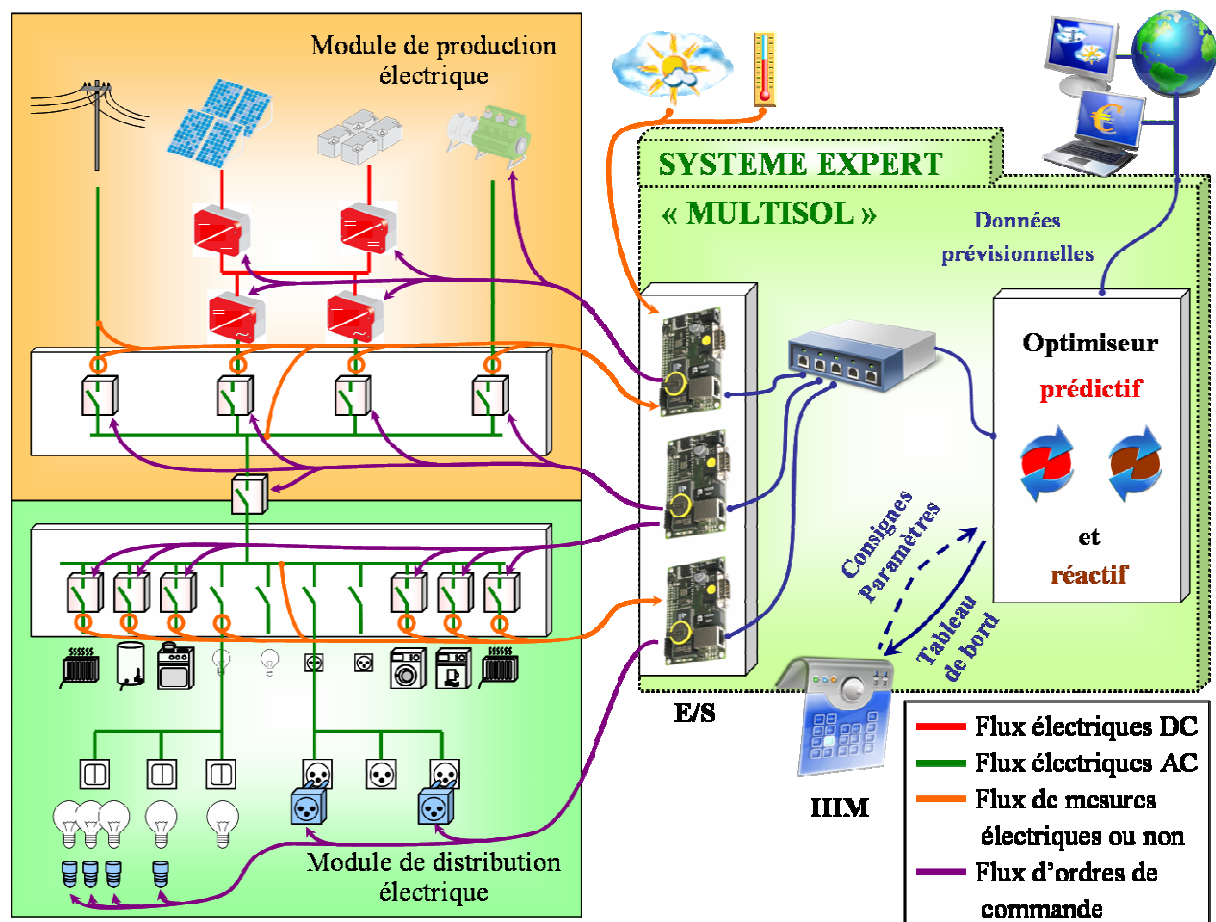 Module de production
électrique
SYSTEME EXPERT
« MULTISOL »
Données
prévisionnelles
Optimiseur
prédictif
et
réactif
Consignes
Paramètres
Tableau
de bord
E/S
IHM
Module de distribution
électrique
Flux électriques DC
Flux électriques AC
Flux de mesures
électriques ou non
Flux d'ordres de
commande